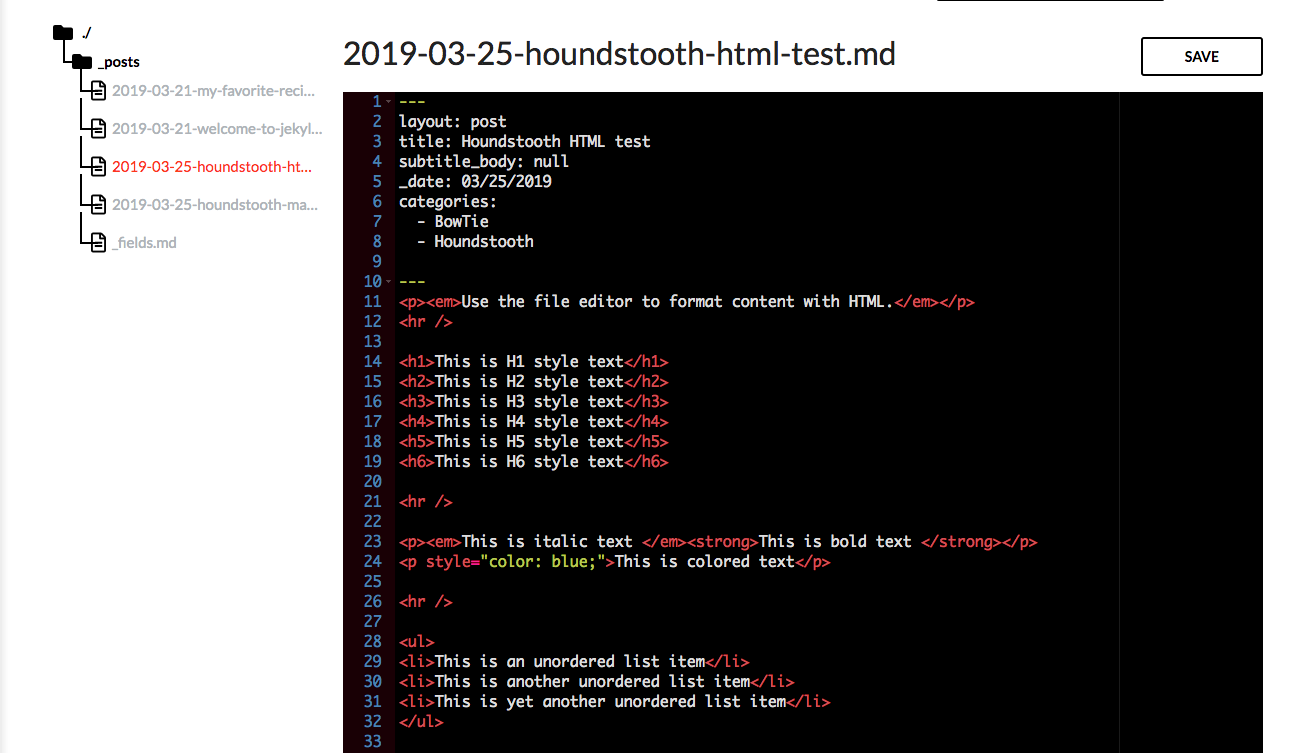 ./
_posts
2019-03-21-my-favorite-reci...
2019-03-21-welcome-to-jekyl...
2019-03-25-houndstooth-ht...
2019-03-25-houndstooth-ma...
_fields.md
2019-03-25-houndstooth-html-test.md
SAVE
1 ---
2 layout: post
3 title: Houndstooth HTML test
4 subtitle_body: null
5 _date: 03/25/2019
6 categories:
7   - BowTie
8   - Houndstooth
9
10 ---
11 <p><em>Use the file editor to format content with HTML.</em></p>
12 <hr />
13
14 <h1>This is H1 style text</h1>
15 <h2>This is H2 style text</h2>
16 <h3>This is H3 style text</h3>
17 <h4>This is H4 style text</h4>
18 <h5>This is H5 style text</h5>
19 <h6>This is H6 style text</h6>
20
21 <hr />
22
23 <p><em>This is italic text </em><strong>This is bold text </strong></p>
24 <p style="color: blue;">This is colored text</p>
25
26 <hr />
27
28 <ul>
29 <li>This is an unordered list item</li>
30 <li>This is another unordered list item</li>
31 <li>This is yet another unordered list item</li>
32 </ul>
33